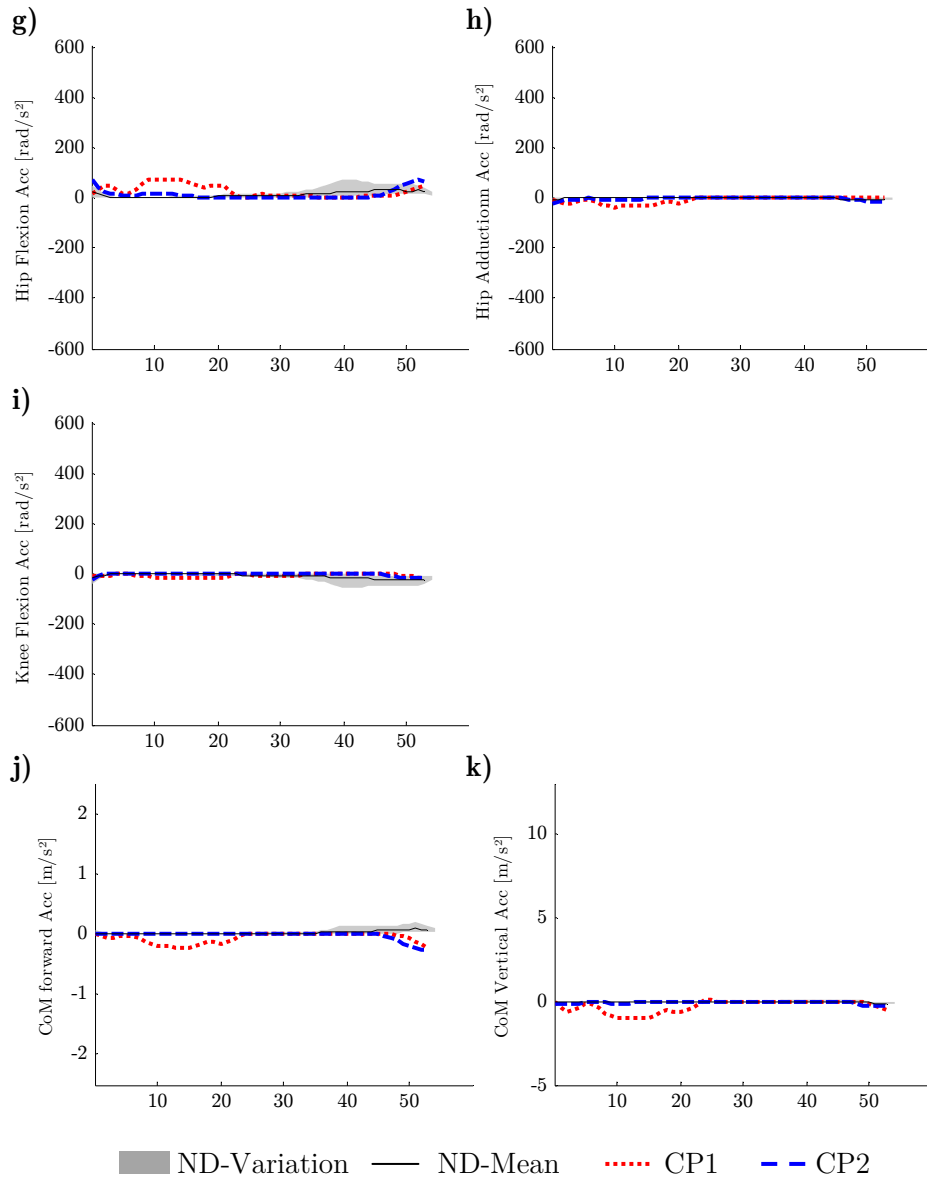 g)
Hip Flexion Acc [rad/s²]
600
400
200
0
-200
-400
-600
10 20 30 40 50
h)
Hip Adductionn Acc [rad/s²]
600
400
200
0
-200
-400
-600
10 20 30 40 50
i)
Knee Flexion Acc [rad/s²]
600
400
200
0
-200
-400
-600
10 20 30 40 50
j)
CoM forward Acc [m/s²]
2
1
0
-1
-2
10 20 30 40 50
k)
CoM Vertical Acc [m/s²]
10
5
0
-5
10 20 30 40 50
ND-Variation ND-Mean CP1 CP2